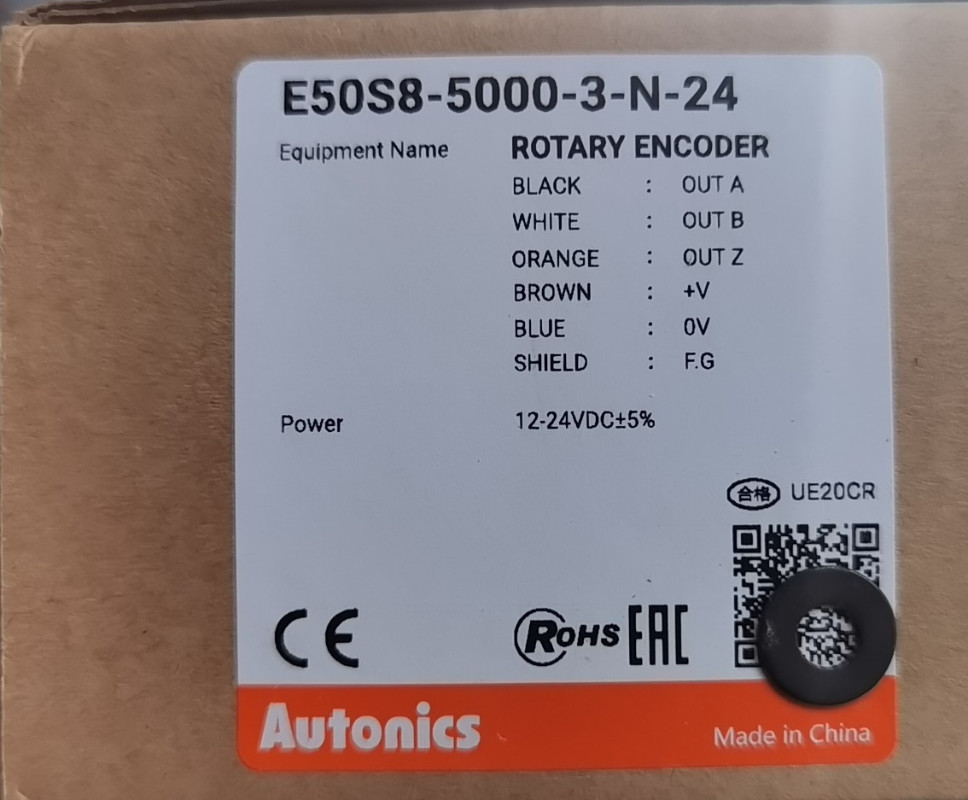 E50S8-5000-3-N-24
Equipment Name ROTARY ENCODER
BLACK : OUT A
WHITE : OUT B
ORANGE : OUT Z
BROWN : +V
BLUE : 0V
SHIELD : F.G
Power 12-24VDC±5%
合格 UE20CR
CE RoHS EAC
Autonics Made in China